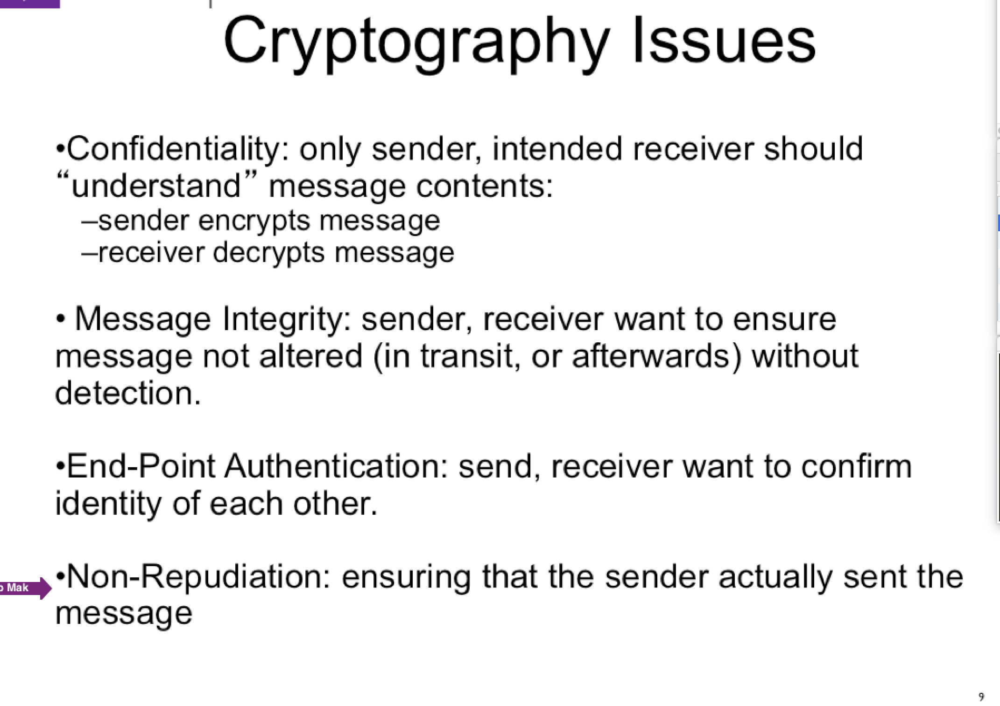 Cryptography Issues
•Confidentiality: only sender, intended receiver should
“understand” message contents:
–sender encrypts message
–receiver decrypts message
• Message Integrity: sender, receiver want to ensure
message not altered (in transit, or afterwards) without
detection.
•End-Point Authentication: send, receiver want to confirm
identity of each other.
•Non-Repudiation: ensuring that the sender actually sent the
message
Mak
9